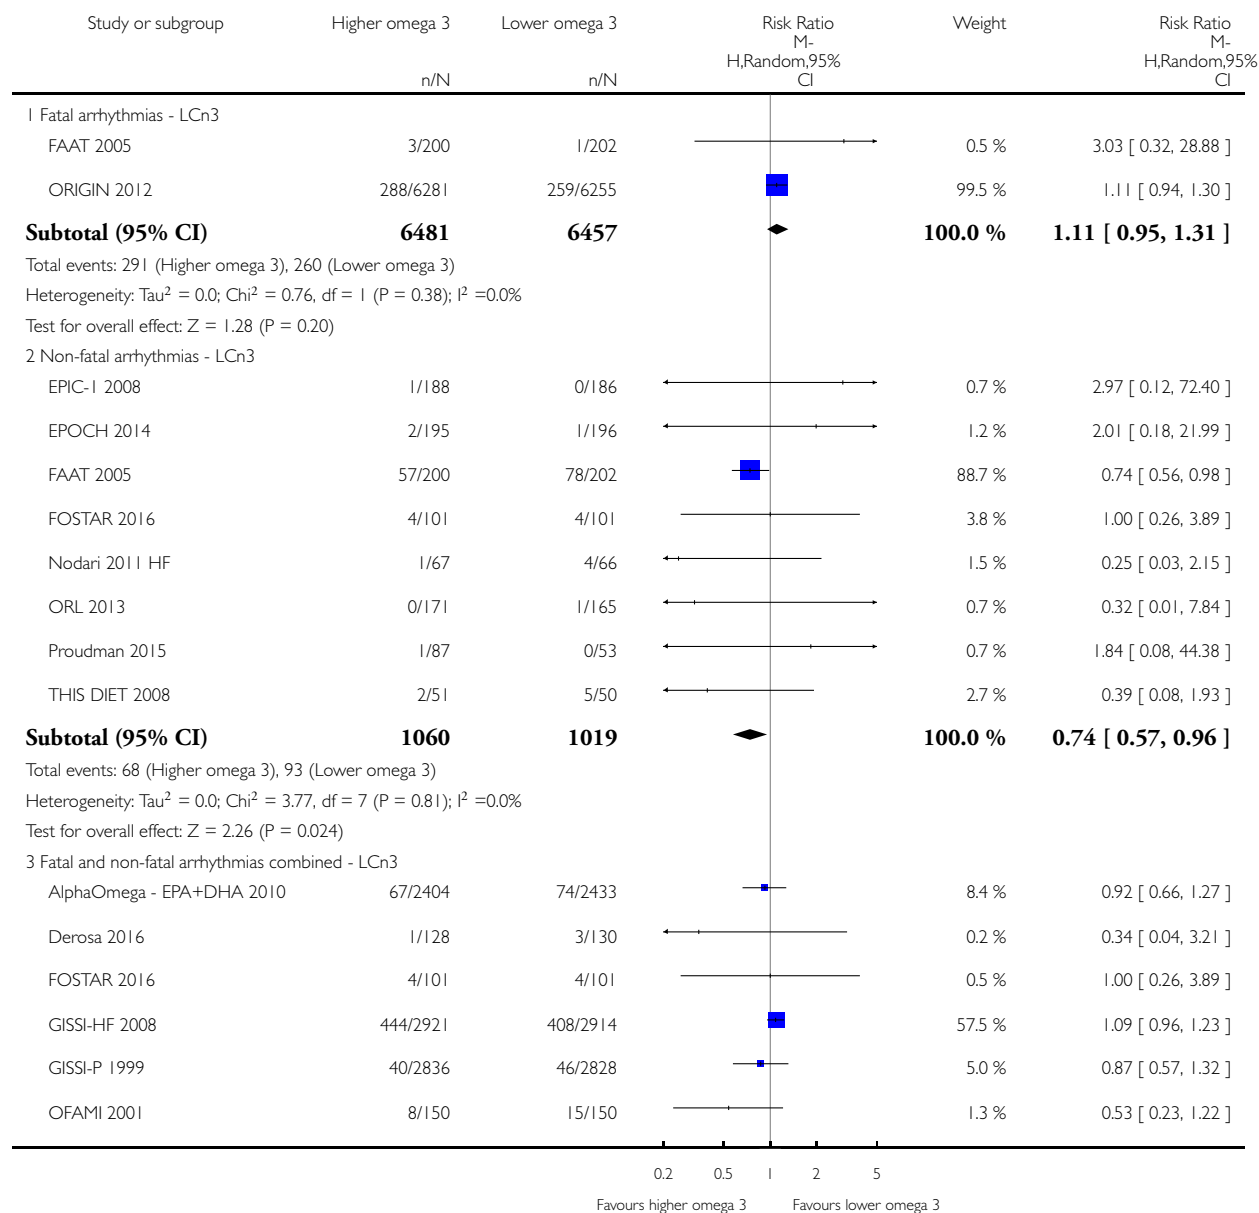 Study or subgroup Higher omega 3 Lower omega 3 Risk Ratio Weight Risk Ratio
M- M-
H,Random,95% H,Random,95%
n/N n/N CI CI
1 Fatal arrhythmias - LCn3
FAAT 2005 3/200 1/202 0.5 % 3.03 [ 0.32, 28.88 ]
ORIGIN 2012 288/6281 259/6255 99.5 % 1.11 [ 0.94, 1.30 ]
Subtotal (95% CI) 6481 6457 100.0 % 1.11 [ 0.95, 1.31 ]
Total events: 291 (Higher omega 3), 260 (Lower omega 3)
Heterogeneity: Tau² = 0.0; Chi² = 0.76, df = 1 (P = 0.38); I² =0.0%
Test for overall effect: Z = 1.28 (P = 0.20)
2 Non-fatal arrhythmias - LCn3
EPIC-1 2008 1/188 0/186 0.7 % 2.97 [ 0.12, 72.40 ]
EPOCH 2014 2/195 1/196 1.2 % 2.01 [ 0.18, 21.99 ]
FAAT 2005 57/200 78/202 88.7 % 0.74 [ 0.56, 0.98 ]
FOSTAR 2016 4/101 4/101 3.8 % 1.00 [ 0.26, 3.89 ]
Nodari 2011 HF 1/67 4/66 1.5 % 0.25 [ 0.03, 2.15 ]
ORL 2013 0/171 1/165 0.7 % 0.32 [ 0.01, 7.84 ]
Proudman 2015 1/87 0/53 0.7 % 1.84 [ 0.08, 44.38 ]
THIS DIET 2008 2/51 5/50 2.7 % 0.39 [ 0.08, 1.93 ]
Subtotal (95% CI) 1060 1019 100.0 % 0.74 [ 0.57, 0.96 ]
Total events: 68 (Higher omega 3), 93 (Lower omega 3)
Heterogeneity: Tau² = 0.0; Chi² = 3.77, df = 7 (P = 0.81); I² =0.0%
Test for overall effect: Z = 2.26 (P = 0.024)
3 Fatal and non-fatal arrhythmias combined - LCn3
AlphaOmega - EPA+DHA 2010 67/2404 74/2433 8.4 % 0.92 [ 0.66, 1.27 ]
Derosa 2016 1/128 3/130 0.2 % 0.34 [ 0.04, 3.21 ]
FOSTAR 2016 4/101 4/101 0.5 % 1.00 [ 0.26, 3.89 ]
GISSI-HF 2008 444/2921 408/2914 57.5 % 1.09 [ 0.96, 1.23 ]
GISSI-P 1999 40/2836 46/2828 5.0 % 0.87 [ 0.57, 1.32 ]
OFAMI 2001 8/150 15/150 1.3 % 0.53 [ 0.23, 1.22 ]
0.2 0.5 1 2 5
Favours higher omega 3 Favours lower omega 3